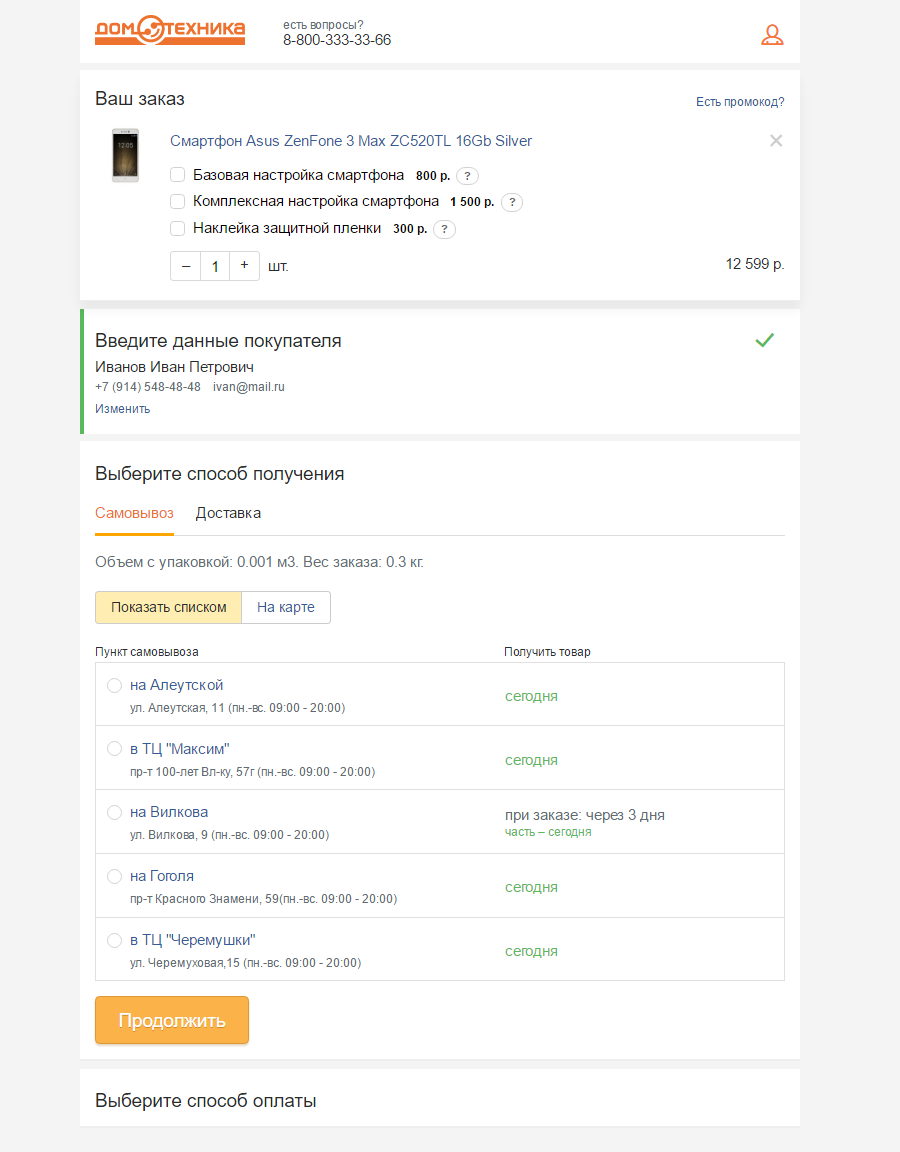 ДОМОТЕХНИКА
есть вопросы?
8-800-333-33-66
Ваш заказ
Есть промокод?
12:05
Смартфон Asus ZenFone 3 Max ZC520TL 16Gb Silver
Базовая настройка смартфона 800 р. ?
Комплексная настройка смартфона 1 500 р. ?
Наклейка защитной пленки 300 р. ?
– 1 + шт.
12 599 р.
Введите данные покупателя
Иванов Иван Петрович
+7 (914) 548-48-48 ivan@mail.ru
Изменить
Выберите способ получения
Самовывоз Доставка
Объем с упаковкой: 0.001 м3. Вес заказа: 0.3 кг.
Показать списком На карте
Пункт самовывоза Получить товар
на Алеутской
ул. Алеутская, 11 (пн.-вс. 09:00 - 20:00)
сегодня
в ТЦ "Максим"
пр-т 100-лет Вл-ку, 57г (пн.-вс. 09:00 - 20:00)
сегодня
на Вилкова
ул. Вилкова, 9 (пн.-вс. 09:00 - 20:00)
при заказе: через 3 дня
часть – сегодня
на Гоголя
пр-т Красного Знамени, 59(пн.-вс. 09:00 - 20:00)
сегодня
в ТЦ "Черемушки"
ул. Черемуховая,15 (пн.-вс. 09:00 - 20:00)
сегодня
Продолжить
Выберите способ оплаты